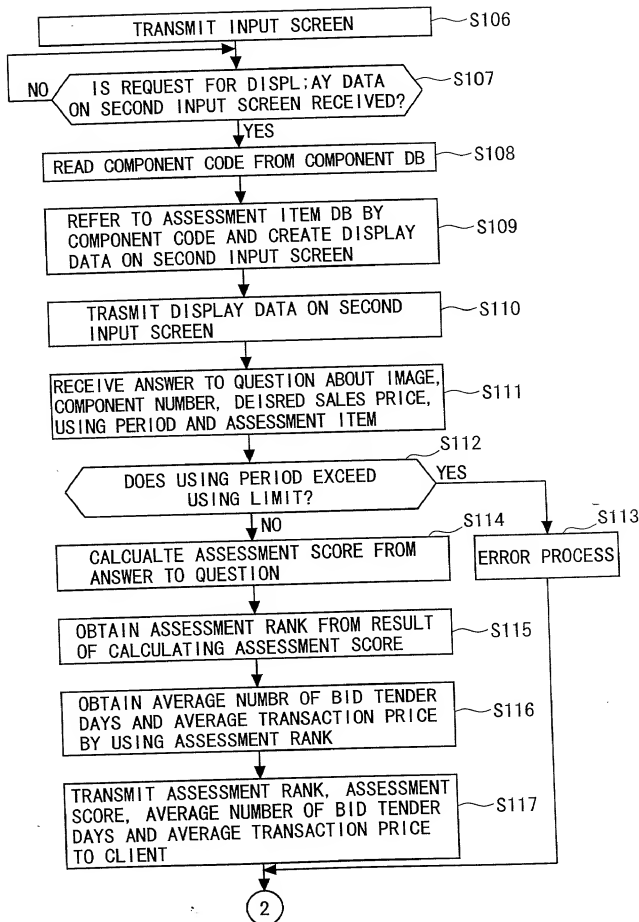 TRANSMIT INPUT SCREEN
S106
NO
IS REQUEST FOR DISPL;AY DATA
ON SECOND INPUT SCREEN RECEIVED?
S107
YES
READ COMPONENT CODE FROM COMPONENT DB
S108
REFER TO ASSESSMENT ITEM DB BY
COMPONENT CODE AND CREATE DISPLAY
DATA ON SECOND INPUT SCREEN
S109
TRASMIT DISPLAY DATA ON SECOND
INPUT SCREEN
S110
RECEIVE ANSWER TO QUESTION ABOUT IMAGE,
COMPONENT NUMBER, DEISRED SALES PRICE,
USING PERIOD AND ASSESSMENT ITEM
S111
S112
DOES USING PERIOD EXCEED
USING LIMIT?
YES
NO
S113
ERROR PROCESS
S114
CALCUALTE ASSESSMENT SCORE FROM
ANSWER TO QUESTION
OBTAIN ASSESSMENT RANK FROM RESULT
OF CALCULATING ASSESSMENT SCORE
S115
OBTAIN AVERAGE NUMBR OF BID TENDER
DAYS AND AVERAGE TRANSACTION PRICE
BY USING ASSESSMENT RANK
S116
TRANSMIT ASSESSMENT RANK, ASSESSMENT
SCORE, AVERAGE NUMBER OF BID TENDER
DAYS AND AVERAGE TRANSACTION PRICE
TO CLIENT
S117
2